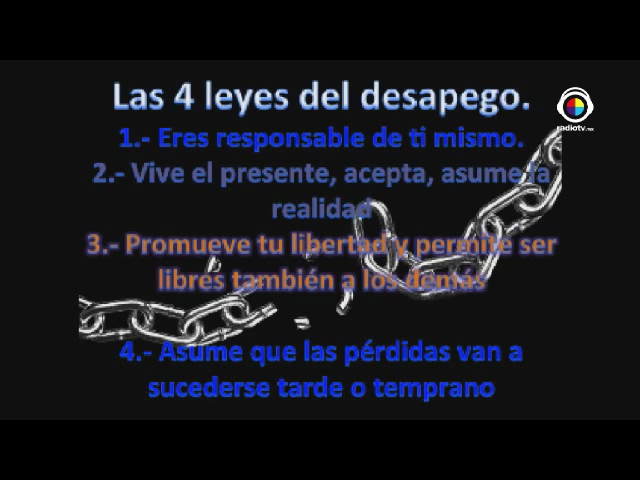 Las 4 leyes del desapego.
radiotv.mx
1.- Eres responsable de ti mismo.
2.- Vive el presente, acepta, asume la
realidad
3.- Promueve tu libertad y permite ser
libres también a los demás
4.- Asume que las pérdidas van a
sucederse tarde o temprano